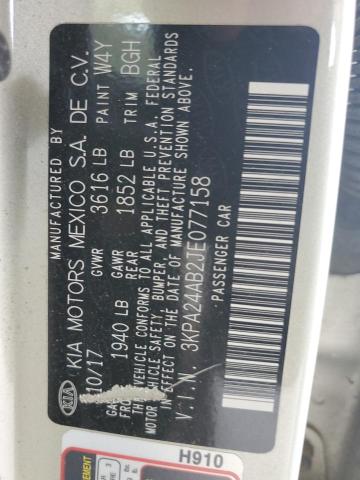 MANUFACTURED BY
KIA KIA MOTORS MEXICO S.A. DE C.V.
10/17 GVWR 3616 LB PAINT W4Y
GAWR 1940 LB GAWR 1852 LB TRIM BGH
REAR
THIS VEHICLE CONFORMS TO ALL APPLICABLE U.S.A. FEDERAL
MOTOR VEHICLE SAFETY, BUMPER, AND THEFT PREVENTION STANDARDS
IN EFFECT ON THE DATE OF MANUFACTURE SHOWN ABOVE.
V.I.N. 3KPA24AB2JE077158
PASSENGER CAR
H910